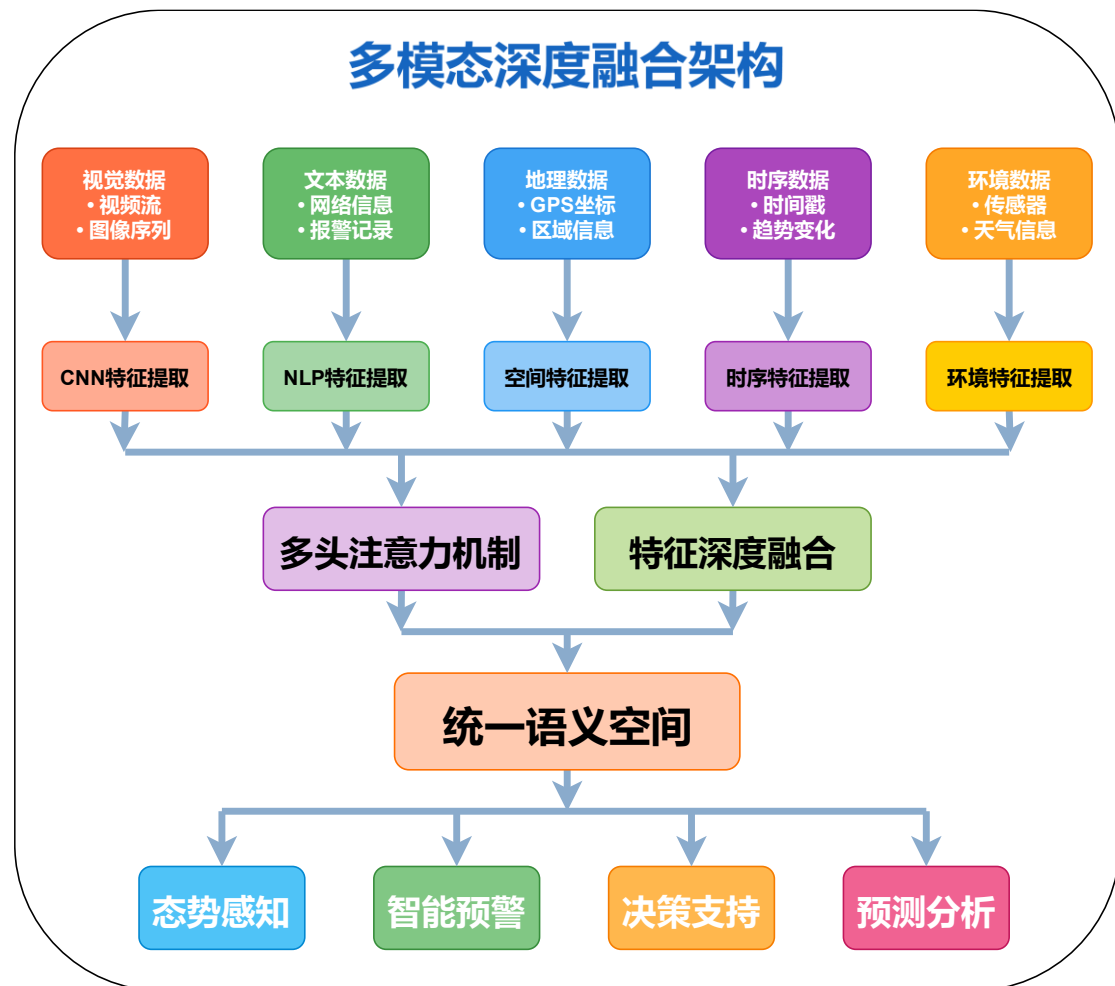 多模态深度融合架构
视觉数据
• 视频流
• 图像序列
文本数据
• 网络信息
• 报警记录
地理数据
• GPS坐标
• 区域信息
时序数据
• 时间戳
• 趋势变化
环境数据
• 传感器
• 天气信息
CNN特征提取
NLP特征提取
空间特征提取
时序特征提取
环境特征提取
多头注意力机制
特征深度融合
统一语义空间
态势感知
智能预警
决策支持
预测分析